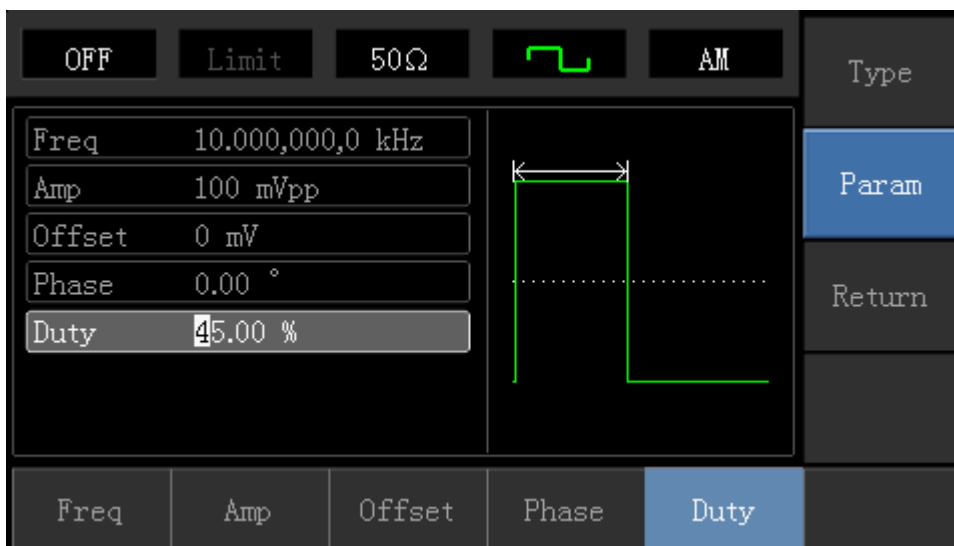 OFF Limit 50Ω AM
Type
Freq 10.000,000,0 kHz
Amp 100 mVpp
Param
Offset 0 mV
Phase 0.00 °
Return
Duty 45.00 %
Freq Amp Offset Phase Duty